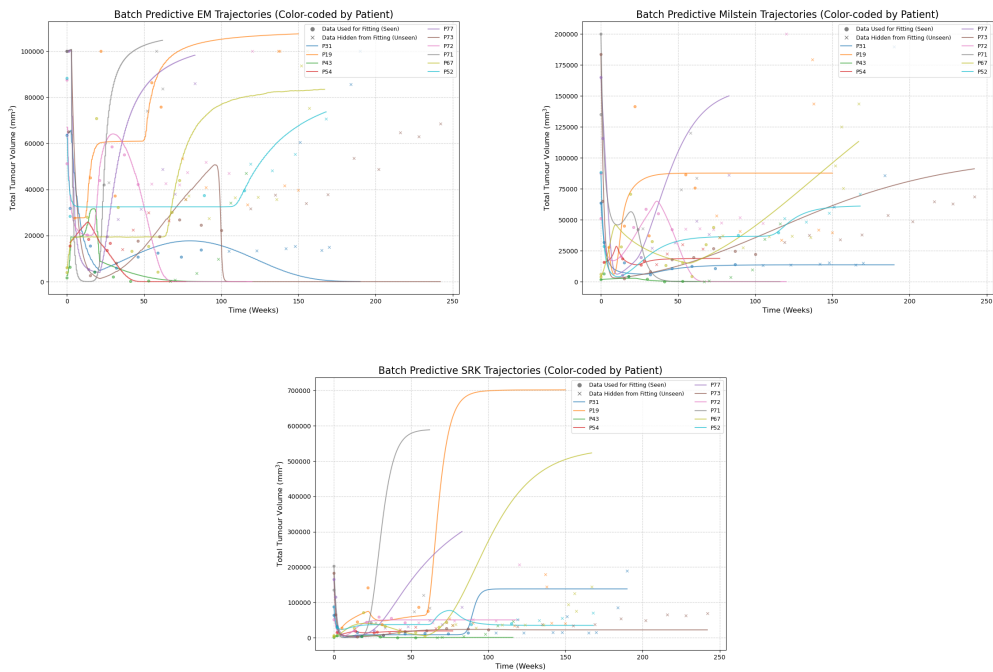 Batch Predictive EM Trajectories (Color-coded by Patient)
Total Tumour Volume (mm³)
100000
80000
60000
40000
20000
0
0
50
100
150
200
250
Time (Weeks)
Data Used for Fitting (Seen)
Data Hidden from Fitting (Unseen)
P31
P19
P43
P54
P77
P73
P72
P71
P67
P52
Batch Predictive Milstein Trajectories (Color-coded by Patient)
Total Tumour Volume (mm³)
200000
175000
150000
125000
100000
75000
50000
25000
0
0
50
100
150
200
250
Time (Weeks)
Data Used for Fitting (Seen)
Data Hidden from Fitting (Unseen)
P31
P19
P43
P54
P77
P73
P72
P71
P67
P52
Batch Predictive SRK Trajectories (Color-coded by Patient)
Total Tumour Volume (mm³)
700000
600000
500000
400000
300000
200000
100000
0
0
50
100
150
200
250
Time (Weeks)
Data Used for Fitting (Seen)
Data Hidden from Fitting (Unseen)
P31
P19
P43
P54
P77
P73
P72
P71
P67
P52